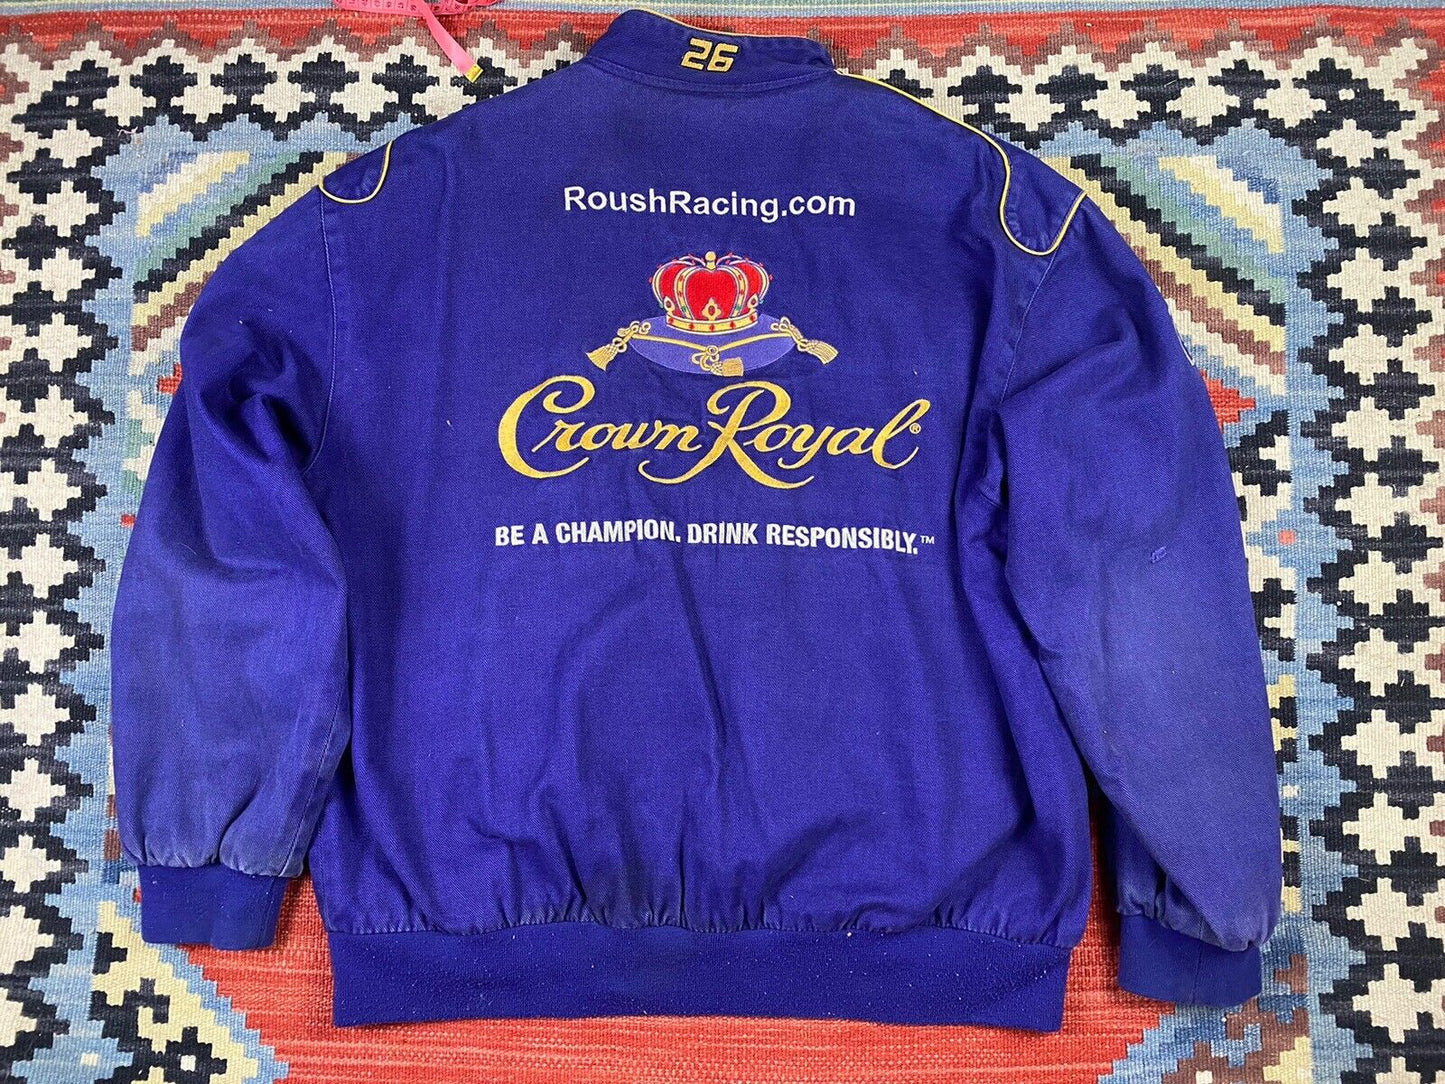 26
RoushRacing.com
Crown Royal®
BE A CHAMPION. DRINK RESPONSIBLY.™